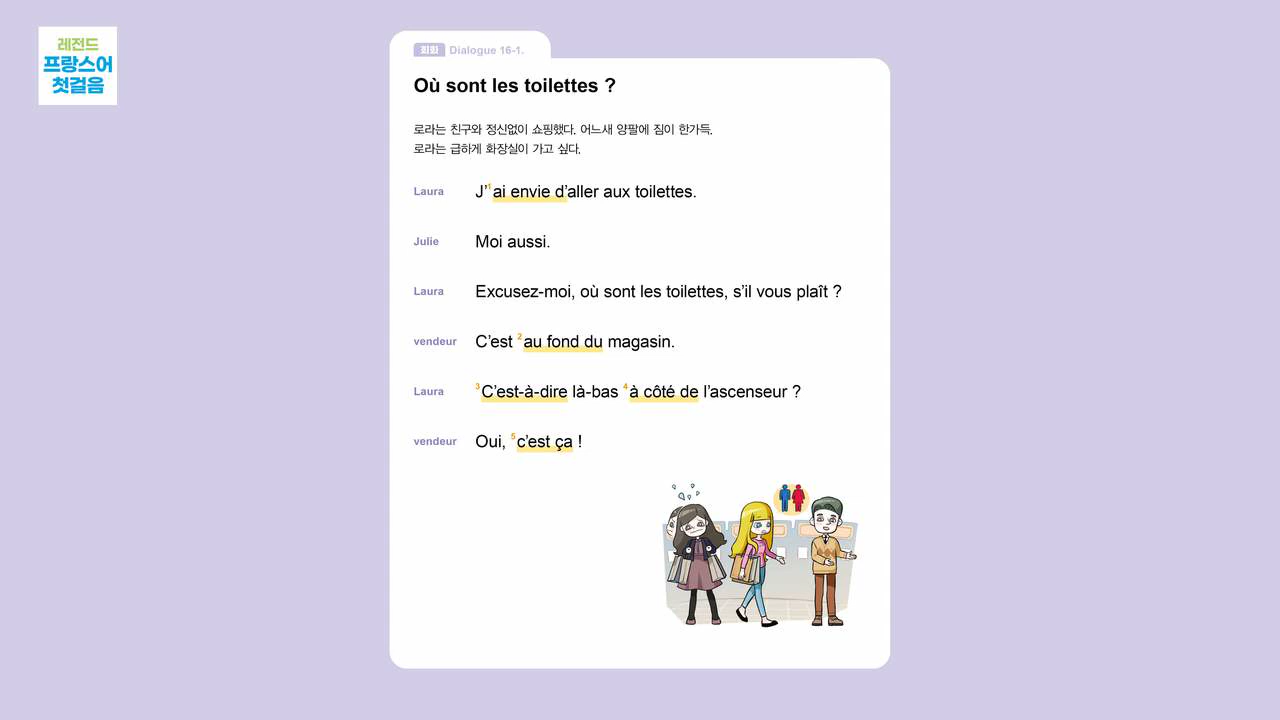 레전드
프랑스어
첫걸음
회화 Dialogue 16-1.
Où sont les toilettes ?
로라는 친구와 정신없이 쇼핑했다. 어느새 양팔에 짐이 한가득.
로라는 급하게 화장실이 가고 싶다.
Laura J’¹ai envie d’aller aux toilettes.
Julie Moi aussi.
Laura Excusez-moi, où sont les toilettes, s’il vous plaît ?
vendeur C’est ²au fond du magasin.
Laura ³C’est-à-dire là-bas ⁴à côté de l’ascenseur ?
vendeur Oui, ⁵c’est ça !